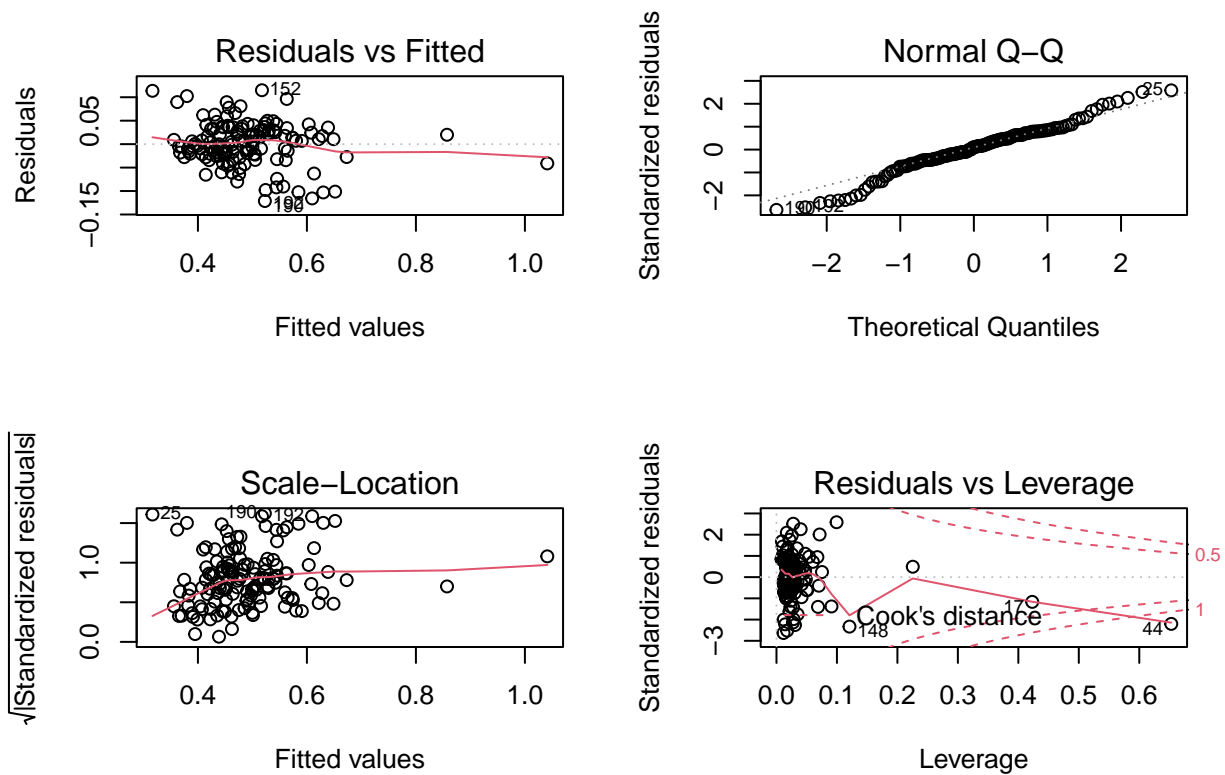 Residuals vs Fitted
Residuals
0.05
−0.15
0.4 0.6 0.8 1.0
Fitted values
152
192
190
Normal Q−Q
Standardized residuals
2
0
−2
−2 −1 0 1 2
Theoretical Quantiles
25
190
192
Scale−Location
√|Standardized residuals|
1.0
0.0
0.4 0.6 0.8 1.0
Fitted values
25
190
192
Residuals vs Leverage
Standardized residuals
2
0
−3
0.0 0.1 0.2 0.3 0.4 0.5 0.6
Leverage
Cook's distance
0.5
1
17
148
44